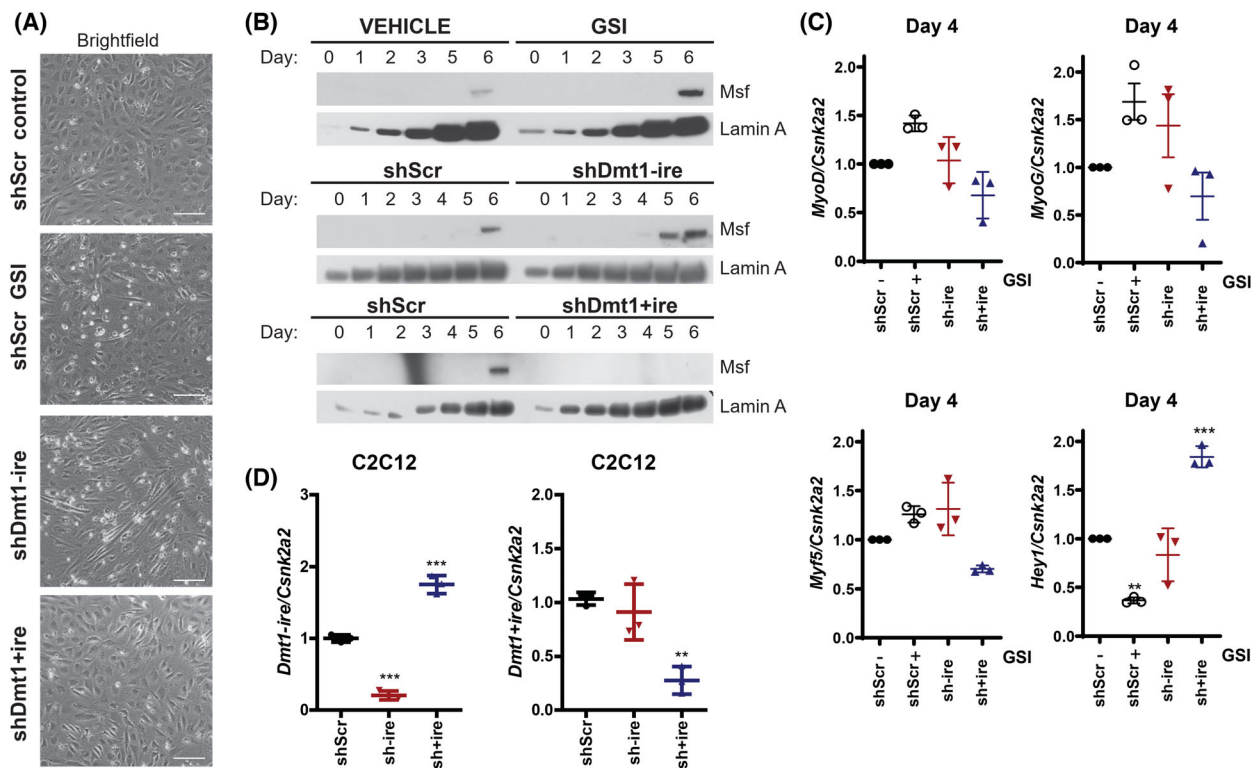 (A)
Brightfield
shScr control
shScr GSI
shDmt1-ire
shDmt1+ire
(B)
VEHICLE GSI
Day: 0 1 2 3 5 6 0 1 2 3 5 6
Msf
Lamin A
shScr shDmt1-ire
Day: 0 1 2 3 4 5 6 0 1 2 3 4 5 6
Msf
Lamin A
shScr shDmt1+ire
Day: 0 1 2 3 4 5 6 0 1 2 3 4 5 6
Msf
Lamin A
(C)
Day 4
MyoD/Csnk2a2
2.0
1.5
1.0
0.5
0.0
shScr - shScr + sh-ire sh+ire GSI
Day 4
MyoG/Csnk2a2
2.0
1.5
1.0
0.5
0.0
shScr - shScr + sh-ire sh+ire GSI
Day 4
Myf5/Csnk2a2
2.0
1.5
1.0
0.5
0.0
shScr - shScr + sh-ire sh+ire GSI
Day 4
Hey1/Csnk2a2
2.0
1.5
1.0
0.5
0.0
**
***
shScr - shScr + sh-ire sh+ire GSI
(D)
C2C12
Dmt1-ire/Csnk2a2
3
2
1
0
***
***
shScr sh-ire sh+ire
C2C12
Dmt1+ire/Csnk2a2
2.0
1.5
1.0
0.5
0.0
**
shScr sh-ire sh+ire